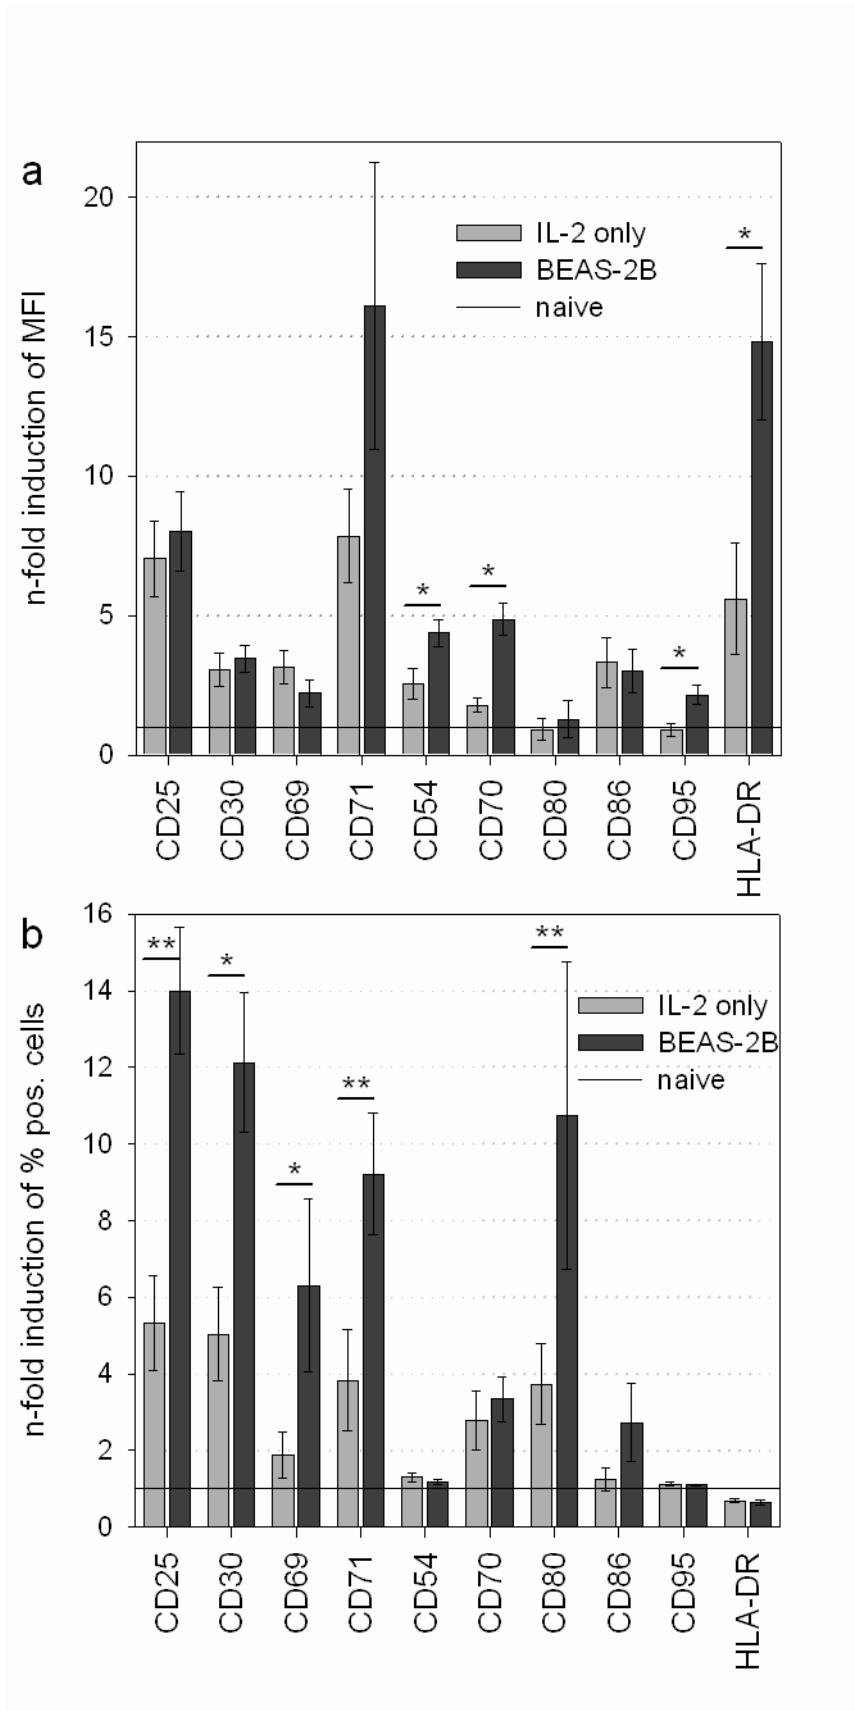 a
n-fold induction of MFI
20
15
10
5
0
IL-2 only
BEAS-2B
naive
*
*
*
*
CD25 CD30 CD69 CD71 CD54 CD70 CD80 CD86 CD95 HLA-DR
b
n-fold induction of % pos. cells
16
14
12
10
8
6
4
2
0
**
*
*
**
**
IL-2 only
BEAS-2B
naive
CD25 CD30 CD69 CD71 CD54 CD70 CD80 CD86 CD95 HLA-DR